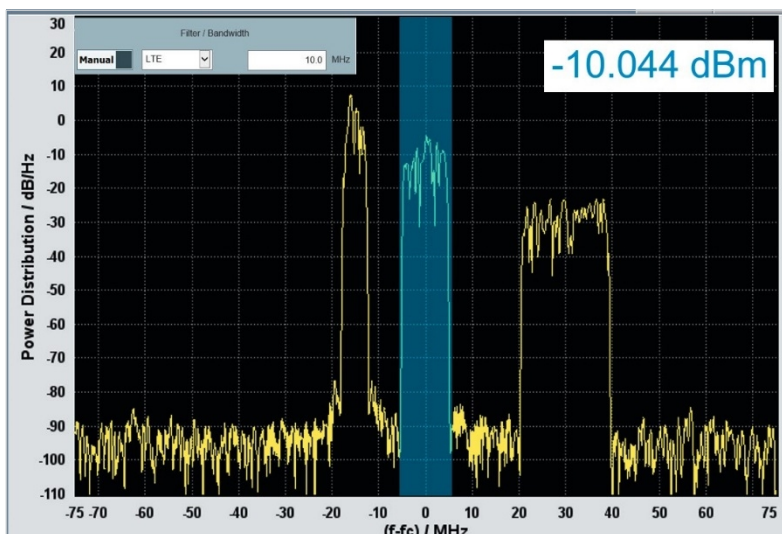 Filter / Bandwidth
Manual LTE 10.0 MHz
-10.044 dBm
Power Distribution / dB/Hz
30
20
10
0
-10
-20
-30
-40
-50
-60
-70
-80
-90
-100
-110
-75 -70 -60 -50 -40 -30 -20 -10 0 10 20 30 40 50 60 70 75
(f-fc) / MHz